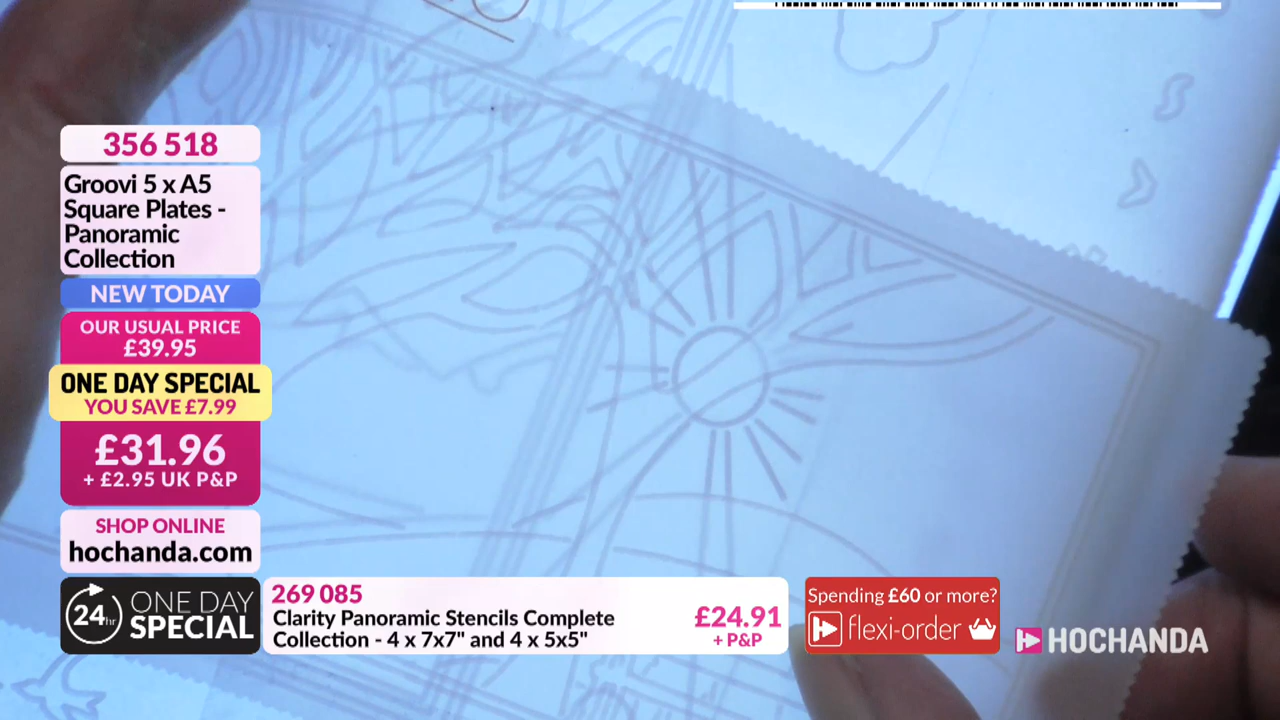 356 518
Groovi 5 x A5
Square Plates -
Panoramic
Collection
NEW TODAY
OUR USUAL PRICE
£39.95
ONE DAY SPECIAL
YOU SAVE £7.99
£31.96
+ £2.95 UK P&P
SHOP ONLINE
hochanda.com
24hr
ONE DAY
SPECIAL
269 085
Clarity Panoramic Stencils Complete
Collection - 4 x 7x7" and 4 x 5x5"
£24.91
+ P&P
Spending £60 or more?
flexi-order
HOCHANDA